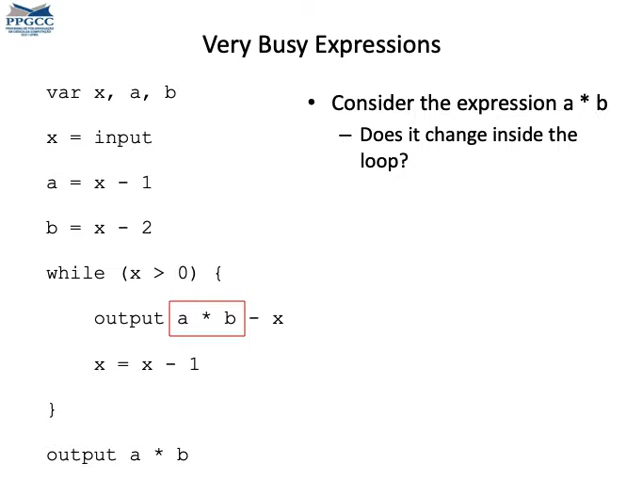 PPGCC
Very Busy Expressions
var x, a, b
x = input
a = x - 1
b = x - 2
while (x > 0) {
output a * b - x
x = x - 1
}
output a * b
• Consider the expression a * b
– Does it change inside the
loop?